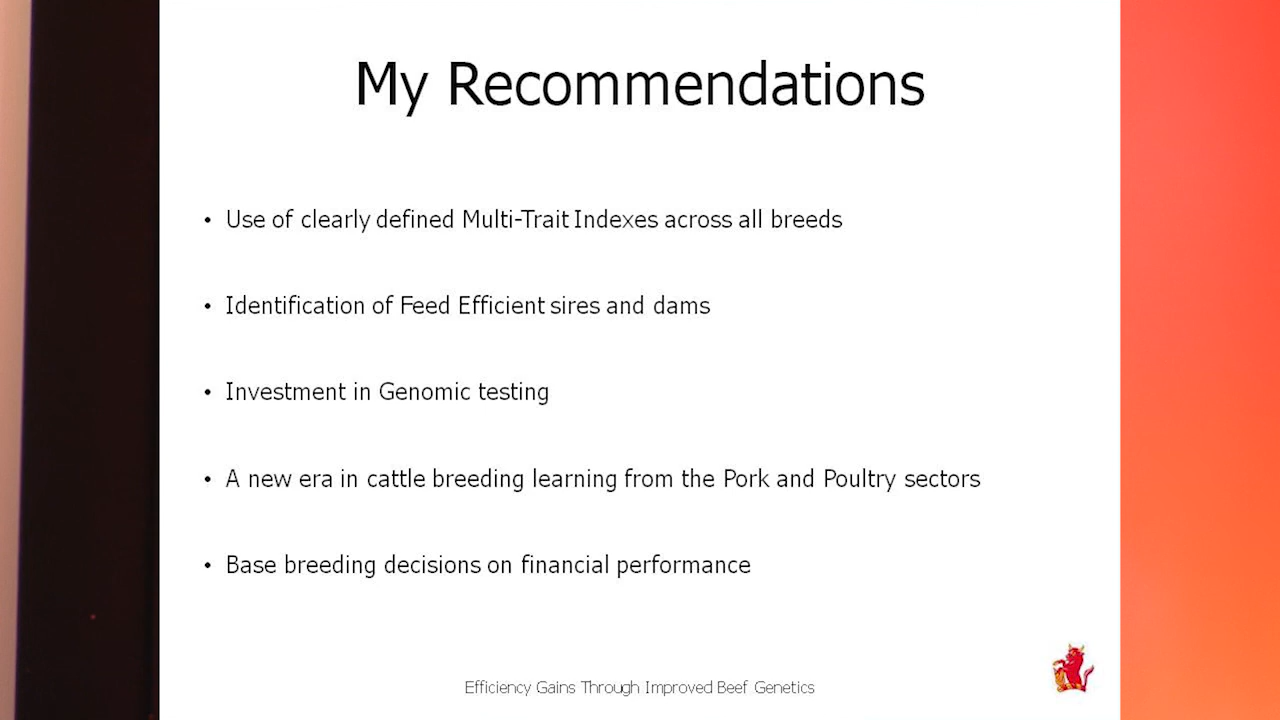 My Recommendations
• Use of clearly defined Multi-Trait Indexes across all breeds
• Identification of Feed Efficient sires and dams
• Investment in Genomic testing
• A new era in cattle breeding learning from the Pork and Poultry sectors
• Base breeding decisions on financial performance
Efficiency Gains Through Improved Beef Genetics